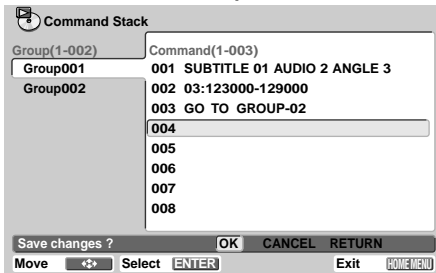 Command Stack
Group(1-002) Command(1-003)
Group001 001 SUBTITLE 01 AUDIO 2 ANGLE 3
Group002 002 03:123000-129000
003 GO TO GROUP-02
004
005
006
007
008
Save changes ? OK CANCEL RETURN
Move Select ENTER Exit HOME MENU